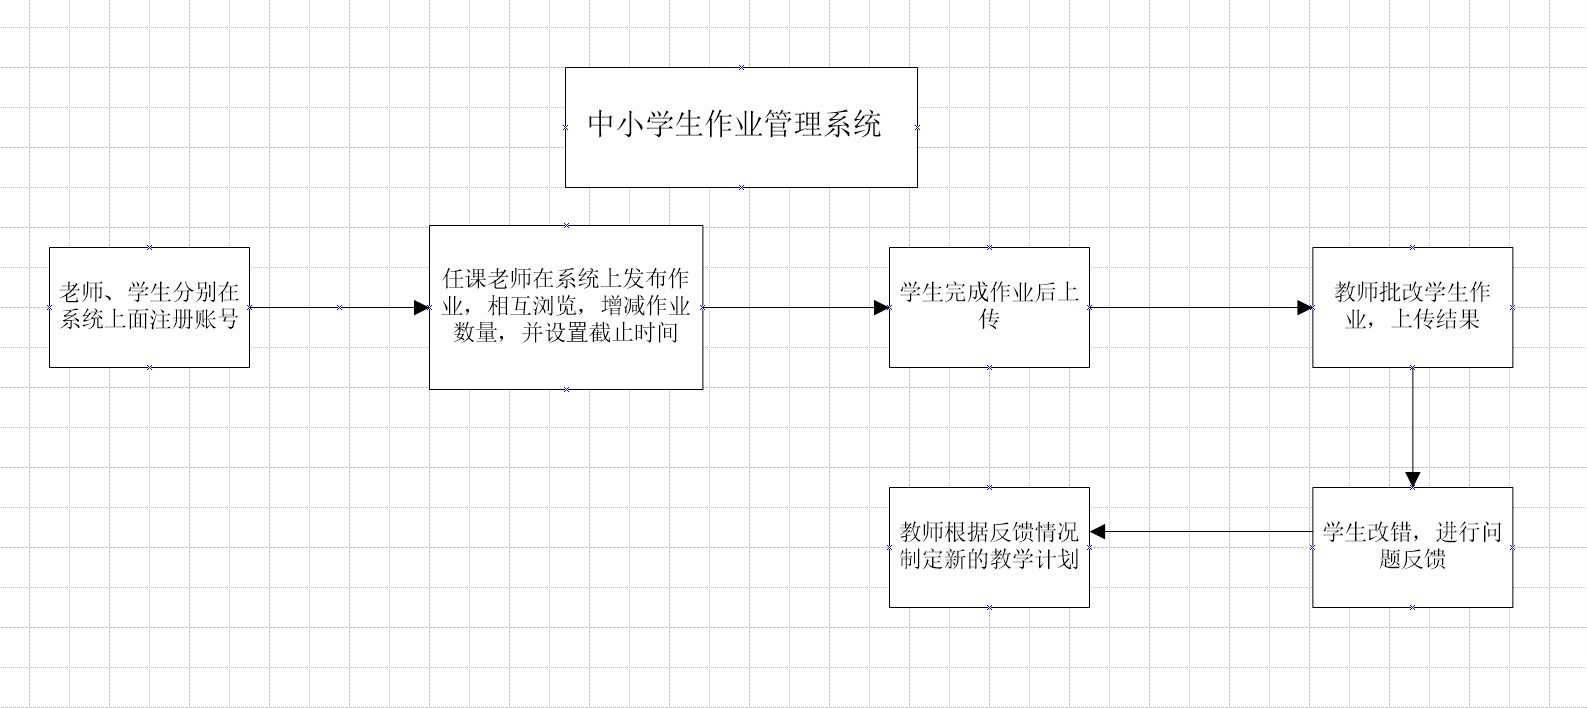 中小学生作业管理系统
老师、学生分别在
系统上面注册账号
任课老师在系统上发布作
业，相互浏览，增减作业
数量，并设置截止时间
学生完成作业后上
传
教师批改学生作
业，上传结果
学生改错，进行问
题反馈
教师根据反馈情况
制定新的教学计划